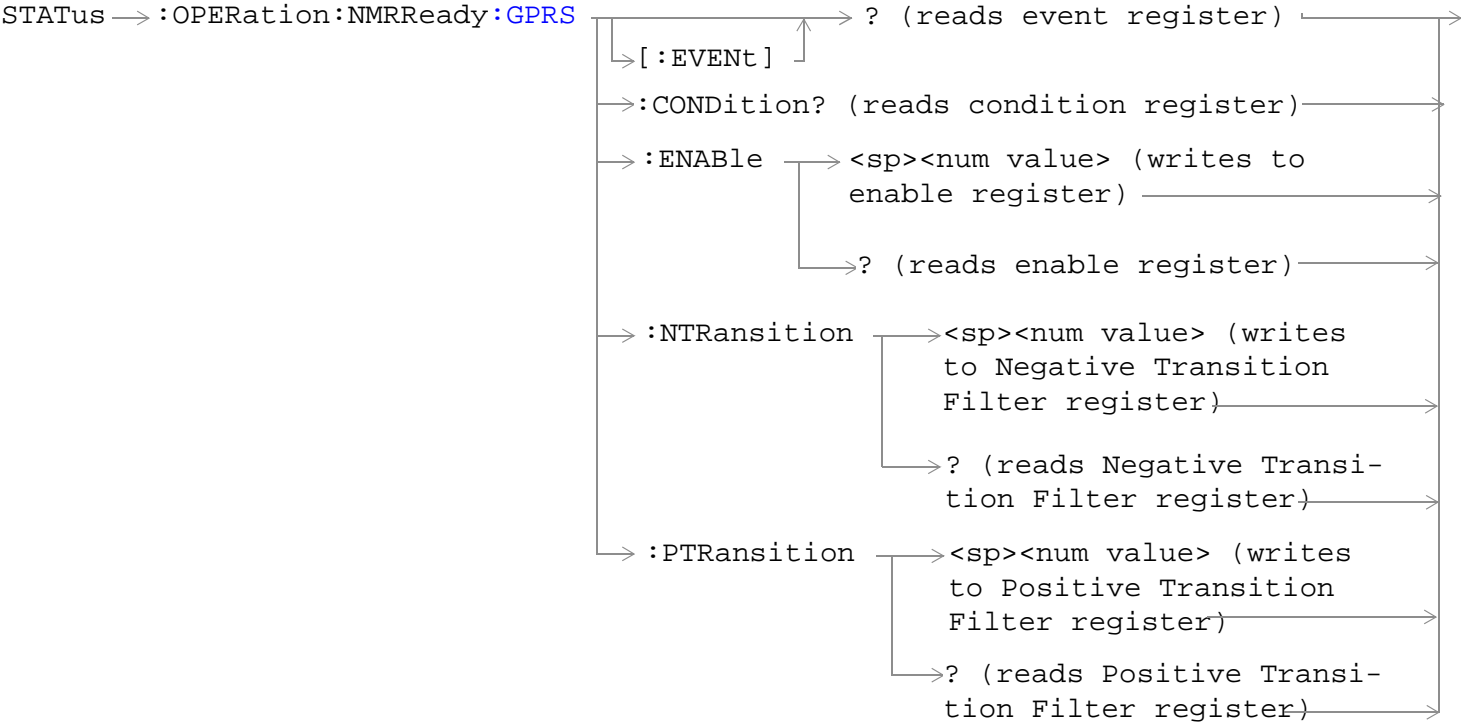 STATus :OPERation:NMRReady:GPRS ? (reads event register)
[:EVENt]
:CONDition? (reads condition register)
:ENABle <sp><num value> (writes to
enable register)
? (reads enable register)
:NTRansition <sp><num value> (writes
to Negative Transition
Filter register)
? (reads Negative Transi-
tion Filter register)
:PTRansition <sp><num value> (writes
to Positive Transition
Filter register)
? (reads Positive Transi-
tion Filter register)